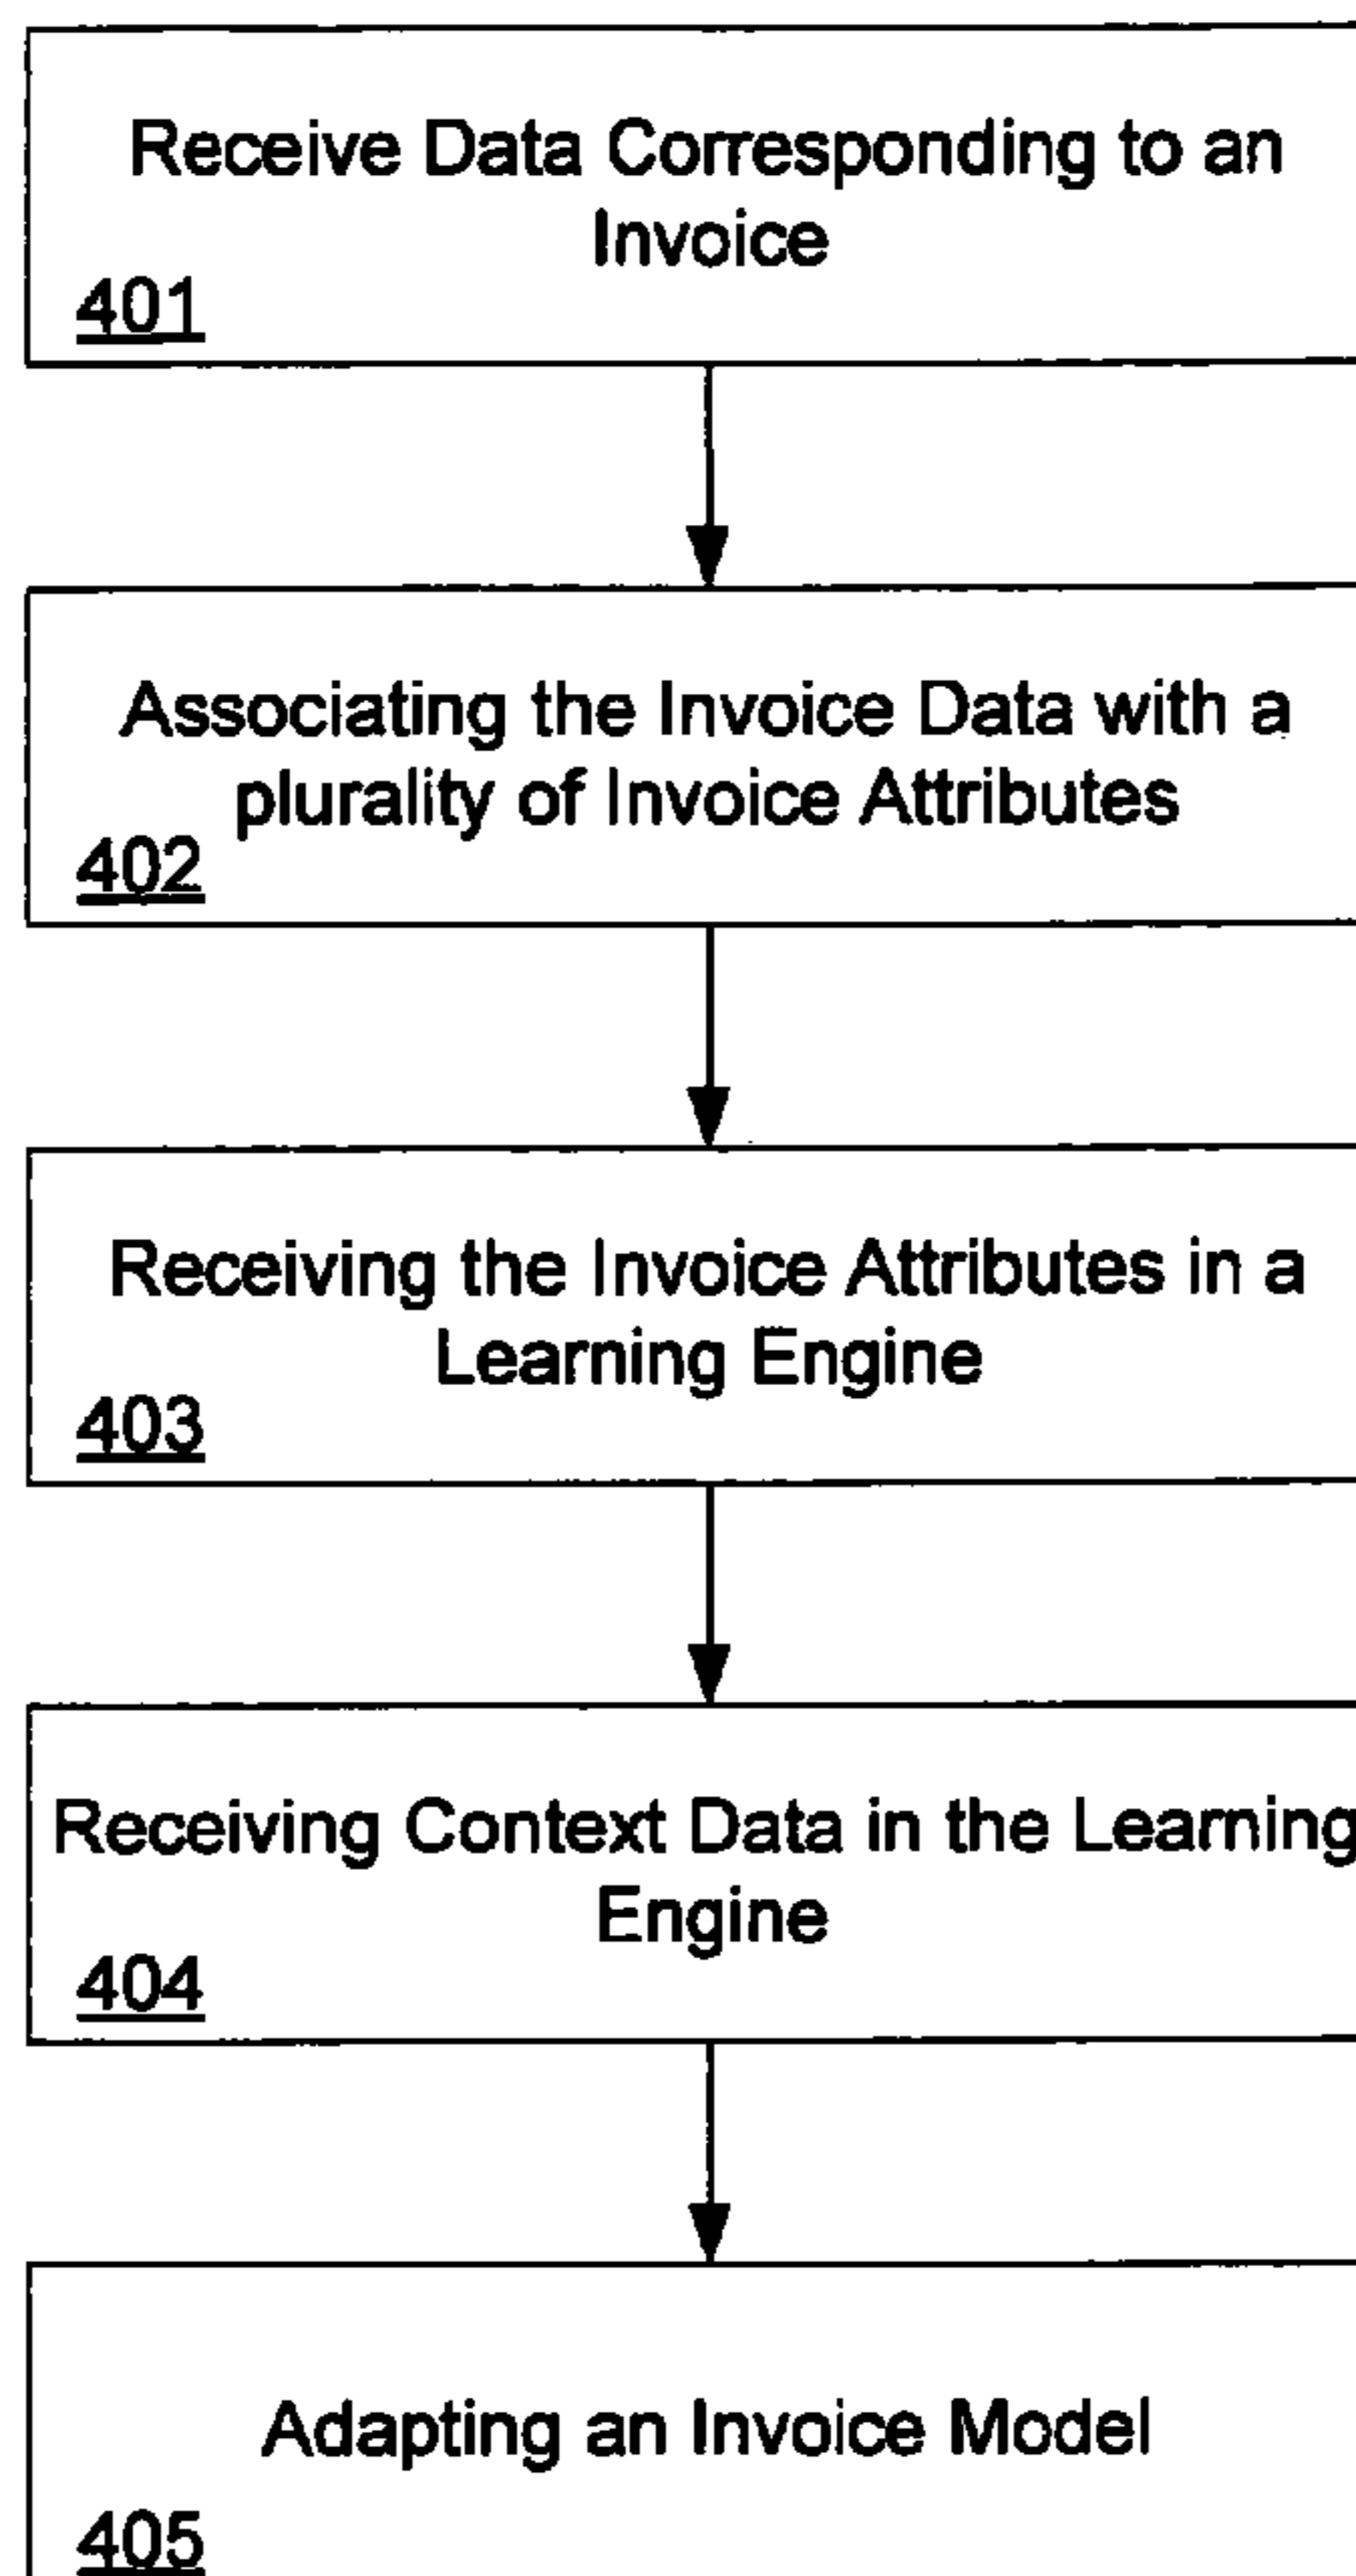 Receive Data Corresponding to an
Invoice
401
Associating the Invoice Data with a
plurality of Invoice Attributes
402
Receiving the Invoice Attributes in a
Learning Engine
403
Receiving Context Data in the Learning
Engine
404
Adapting an Invoice Model
405